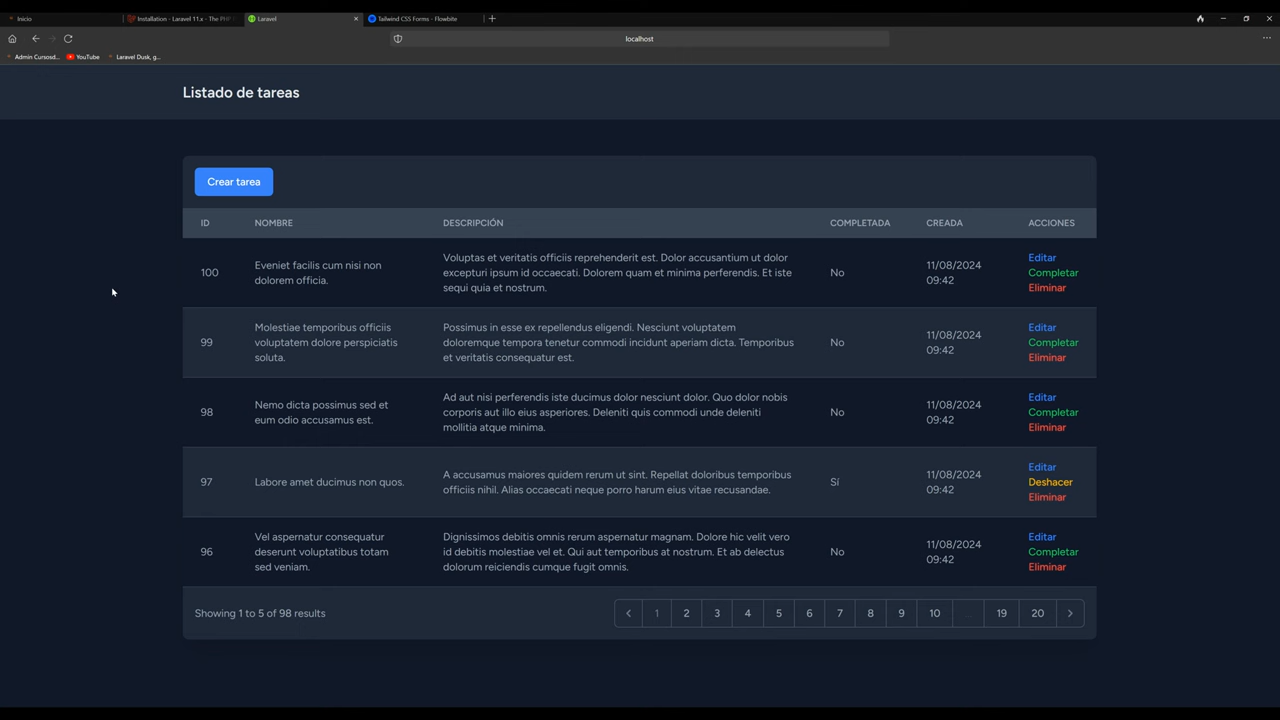 Inicio
Installation - Laravel 11.x - The PHP
Laravel
Tailwind CSS Forms - Flowbite
localhost
Admin Cursosd...
YouTube
Laravel Dusk, g...
Listado de tareas
Crear tarea
ID NOMBRE DESCRIPCIÓN COMPLETADA CREADA ACCIONES
100
Eveniet facilis cum nisi non
dolorem officia.
Voluptas et veritatis officiis reprehenderit est. Dolor accusantium ut dolor
excepturi ipsum id occaecati. Dolorem quam et minima perferendis. Et iste
sequi quia et nostrum.
No
11/08/2024
09:42
Editar
Completar
Eliminar
99
Molestiae temporibus officiis
voluptatem dolore perspiciatis
soluta.
Possimus in esse ex repellendus eligendi. Nesciunt voluptatem
doloremque tempora tenetur commodi incidunt aperiam dicta. Temporibus
et veritatis consequatur est.
No
11/08/2024
09:42
Editar
Completar
Eliminar
98
Nemo dicta possimus sed et
eum odio accusamus est.
Ad aut nisi perferendis iste ducimus dolor nesciunt dolor. Quo dolor nobis
corporis aut illo eius asperiores. Deleniti quis commodi unde deleniti
mollitia atque minima.
No
11/08/2024
09:42
Editar
Completar
Eliminar
97
Labore amet ducimus non quos.
A accusamus maiores quidem rerum ut sint. Repellat doloribus temporibus
officiis nihil. Alias occaecati neque porro harum eius vitae recusandae.
Sí
11/08/2024
09:42
Editar
Deshacer
Eliminar
96
Vel aspernatur consequatur
deserunt voluptatibus totam
sed veniam.
Dignissimos debitis omnis rerum aspernatur magnam. Dolore hic velit vero
id debitis molestiae vel et. Qui aut temporibus at nostrum. Et ab delectus
dolorum reiciendis cumque fugit omnis.
No
11/08/2024
09:42
Editar
Completar
Eliminar
Showing 1 to 5 of 98 results
1 2 3 4 5 6 7 8 9 10 ... 19 20